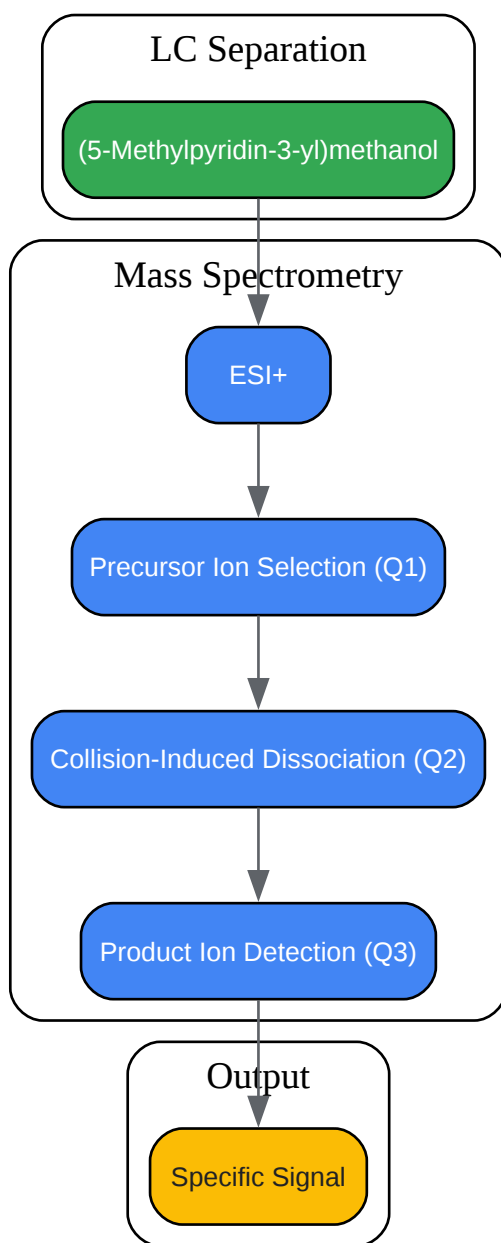 LC Separation
(5-Methylpyridin-3-yl)methanol
Mass Spectrometry
ESI+
Precursor Ion Selection (Q1)
Collision-Induced Dissociation (Q2)
Product Ion Detection (Q3)
Output
Specific Signal